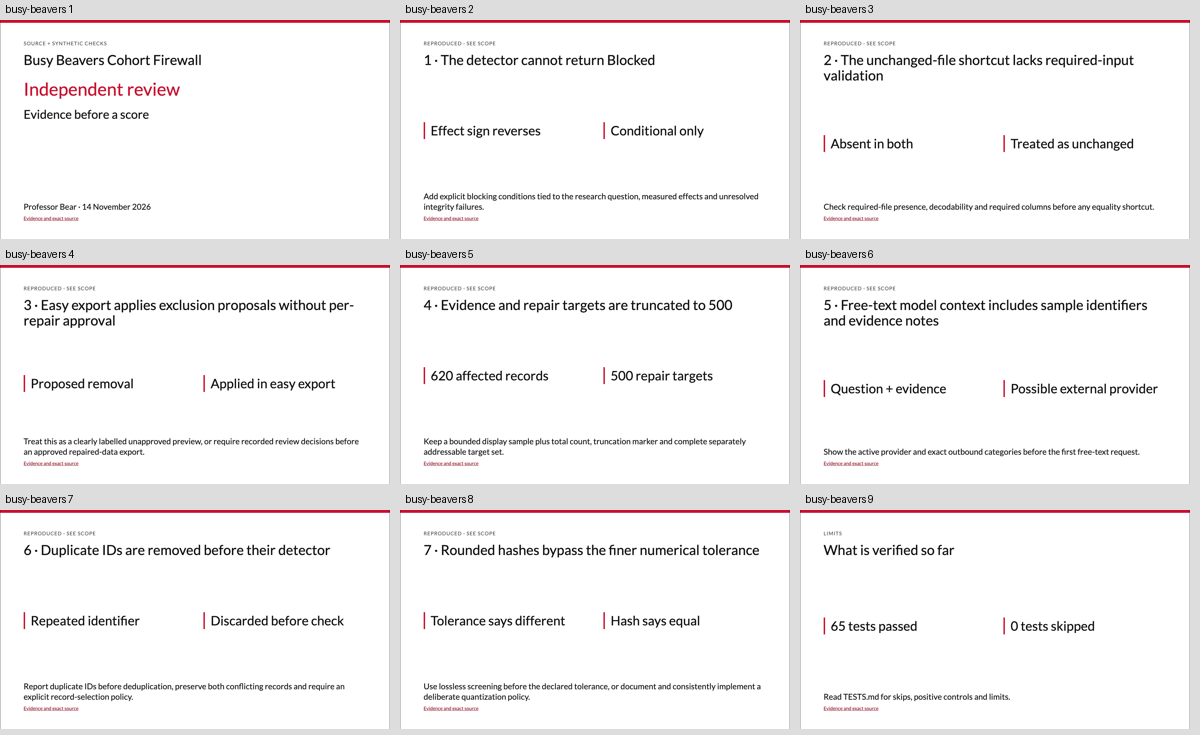 busy-beavers 1
SOURCE + SYNTHETIC CHECKS
Busy Beavers Cohort Firewall
Independent review
Evidence before a score
Professor Bear · 14 November 2026
Evidence and exact source
busy-beavers 2
REPRODUCED - SEE SCOPE
1 · The detector cannot return Blocked
Effect sign reverses
Conditional only
Add explicit blocking conditions tied to the research question, measured effects and unresolved
integrity failures.
Evidence and exact source
busy-beavers 3
REPRODUCED - SEE SCOPE
2 · The unchanged-file shortcut lacks required-input
validation
Absent in both
Treated as unchanged
Check required-file presence, decodability and required columns before any equality shortcut.
Evidence and exact source
busy-beavers 4
REPRODUCED - SEE SCOPE
3 · Easy export applies exclusion proposals without per-
repair approval
Proposed removal
Applied in easy export
Treat this as a clearly labelled unapproved preview, or require recorded review decisions before
an approved repaired-data export.
Evidence and exact source
busy-beavers 5
REPRODUCED - SEE SCOPE
4 · Evidence and repair targets are truncated to 500
620 affected records
500 repair targets
Keep a bounded display sample plus total count, truncation marker and complete separately
addressable target set.
Evidence and exact source
busy-beavers 6
REPRODUCED - SEE SCOPE
5 · Free-text model context includes sample identifiers
and evidence notes
Question + evidence
Possible external provider
Show the active provider and exact outbound categories before the first free-text request.
Evidence and exact source
busy-beavers 7
REPRODUCED - SEE SCOPE
6 · Duplicate IDs are removed before their detector
Repeated identifier
Discarded before check
Report duplicate IDs before deduplication, preserve both conflicting records and require an
explicit record-selection policy.
Evidence and exact source
busy-beavers 8
REPRODUCED - SEE SCOPE
7 · Rounded hashes bypass the finer numerical tolerance
Tolerance says different
Hash says equal
Use lossless screening before the declared tolerance, or document and consistently implement a
deliberate quantization policy.
Evidence and exact source
busy-beavers 9
LIMITS
What is verified so far
65 tests passed
0 tests skipped
Read TESTS.md for skips, positive controls and limits.
Evidence and exact source